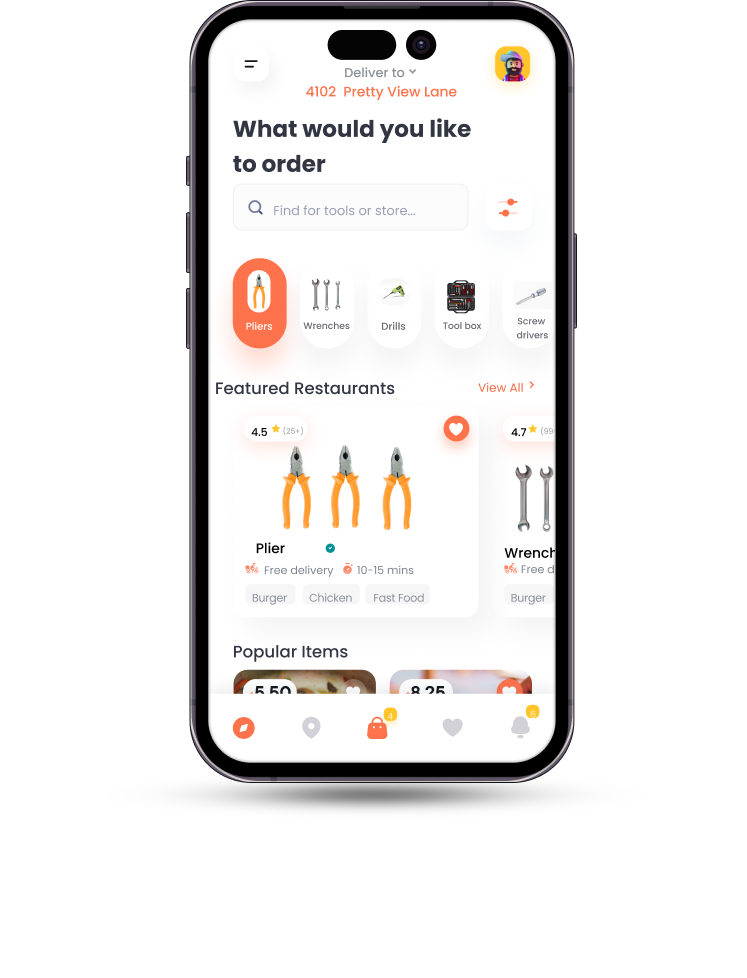 Deliver to
4102 Pretty View Lane
What would you like
to order
Find for tools or store...
Pliers
Wrenches
Drills
Tool box
Screw
drivers
Featured Restaurants
View All
4.5 (25+)
4.7
Plier
Free delivery
10-15 mins
Burger
Chicken
Fast Food
Wrench
Free d
Burger
Popular Items
5.50
8.25
4
6